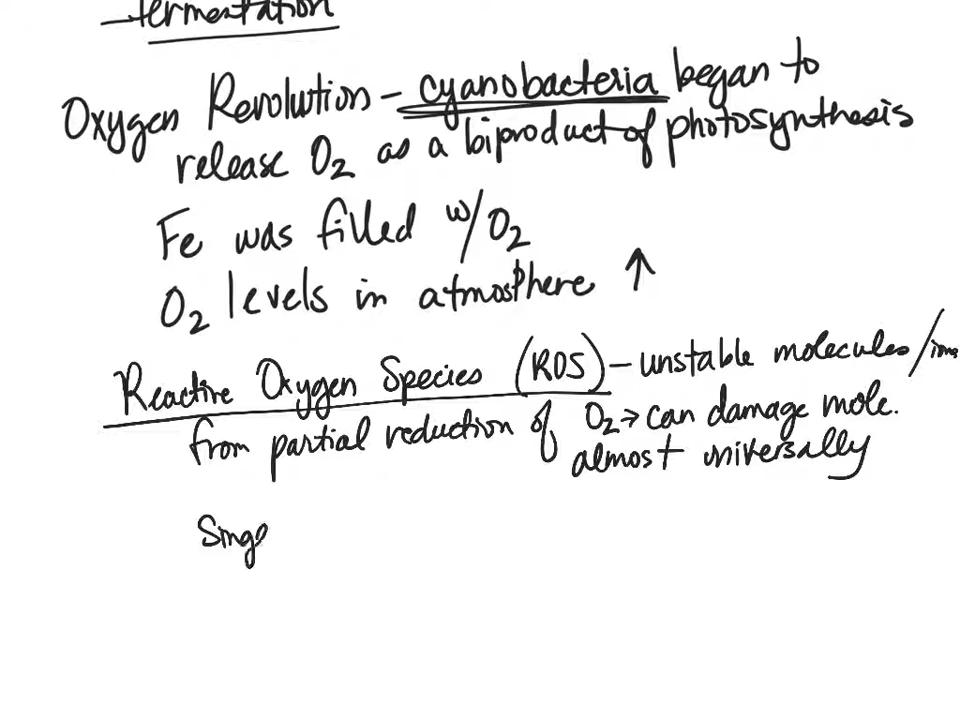 - fermentation
Oxygen Revolution - cyanobacteria began to
release O₂ as a biproduct of photosynthesis
Fe was filled w/ O₂
O₂ levels in atmosphere ↑
Reactive Oxygen Species (ROS) - unstable molecules/ions
from partial reduction of O₂ → can damage mole.
almost universally
Singe